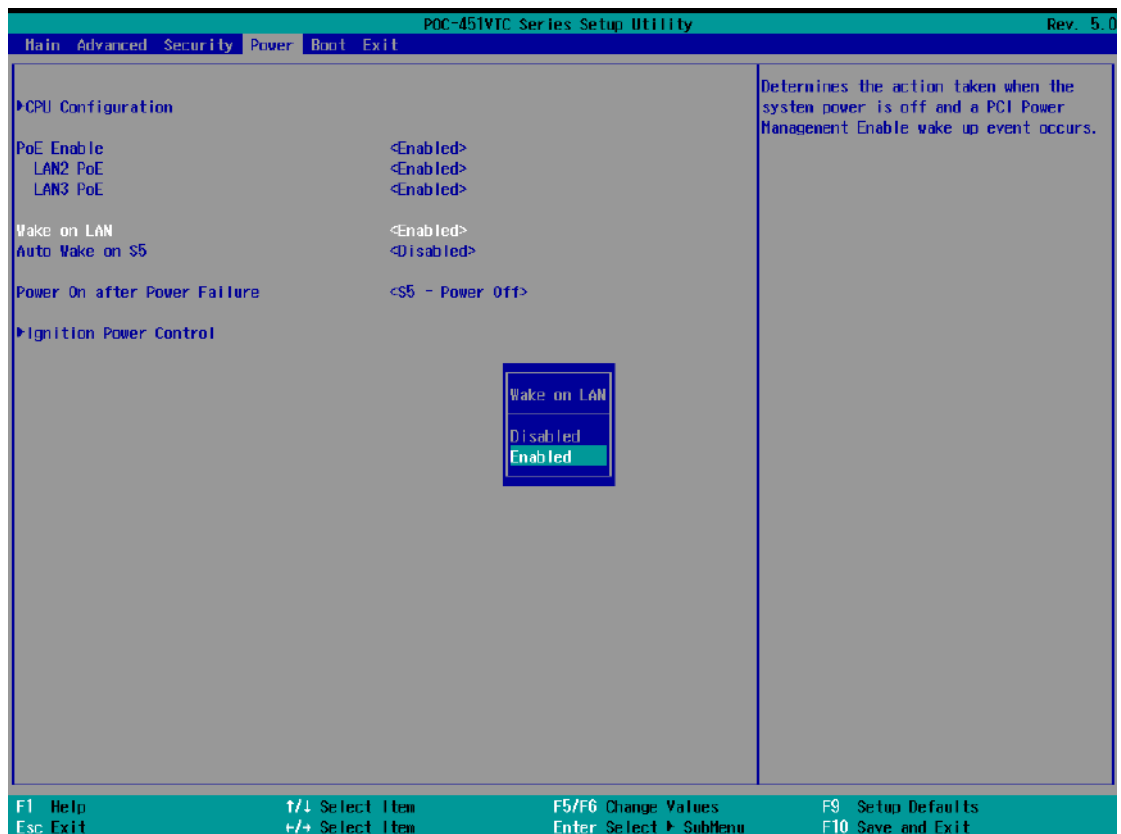 POC-451VTC Series Setup Utility Rev. 5.0
Main Advanced Security Power Boot Exit
▶CPU Configuration
PoE Enable <Enabled>
LAN2 PoE <Enabled>
LAN3 PoE <Enabled>
Wake on LAN <Enabled>
Auto Wake on S5 <Disabled>
Power On after Power Failure <S5 - Power Off>
▶Ignition Power Control
Determines the action taken when the
system power is off and a PCI Power
Management Enable wake up event occurs.
Wake on LAN
Disabled
Enabled
F1 Help ↑/↓ Select Item F5/F6 Change Values F9 Setup Defaults
Esc Exit ←/→ Select Item Enter Select ▶ SubMenu F10 Save and Exit